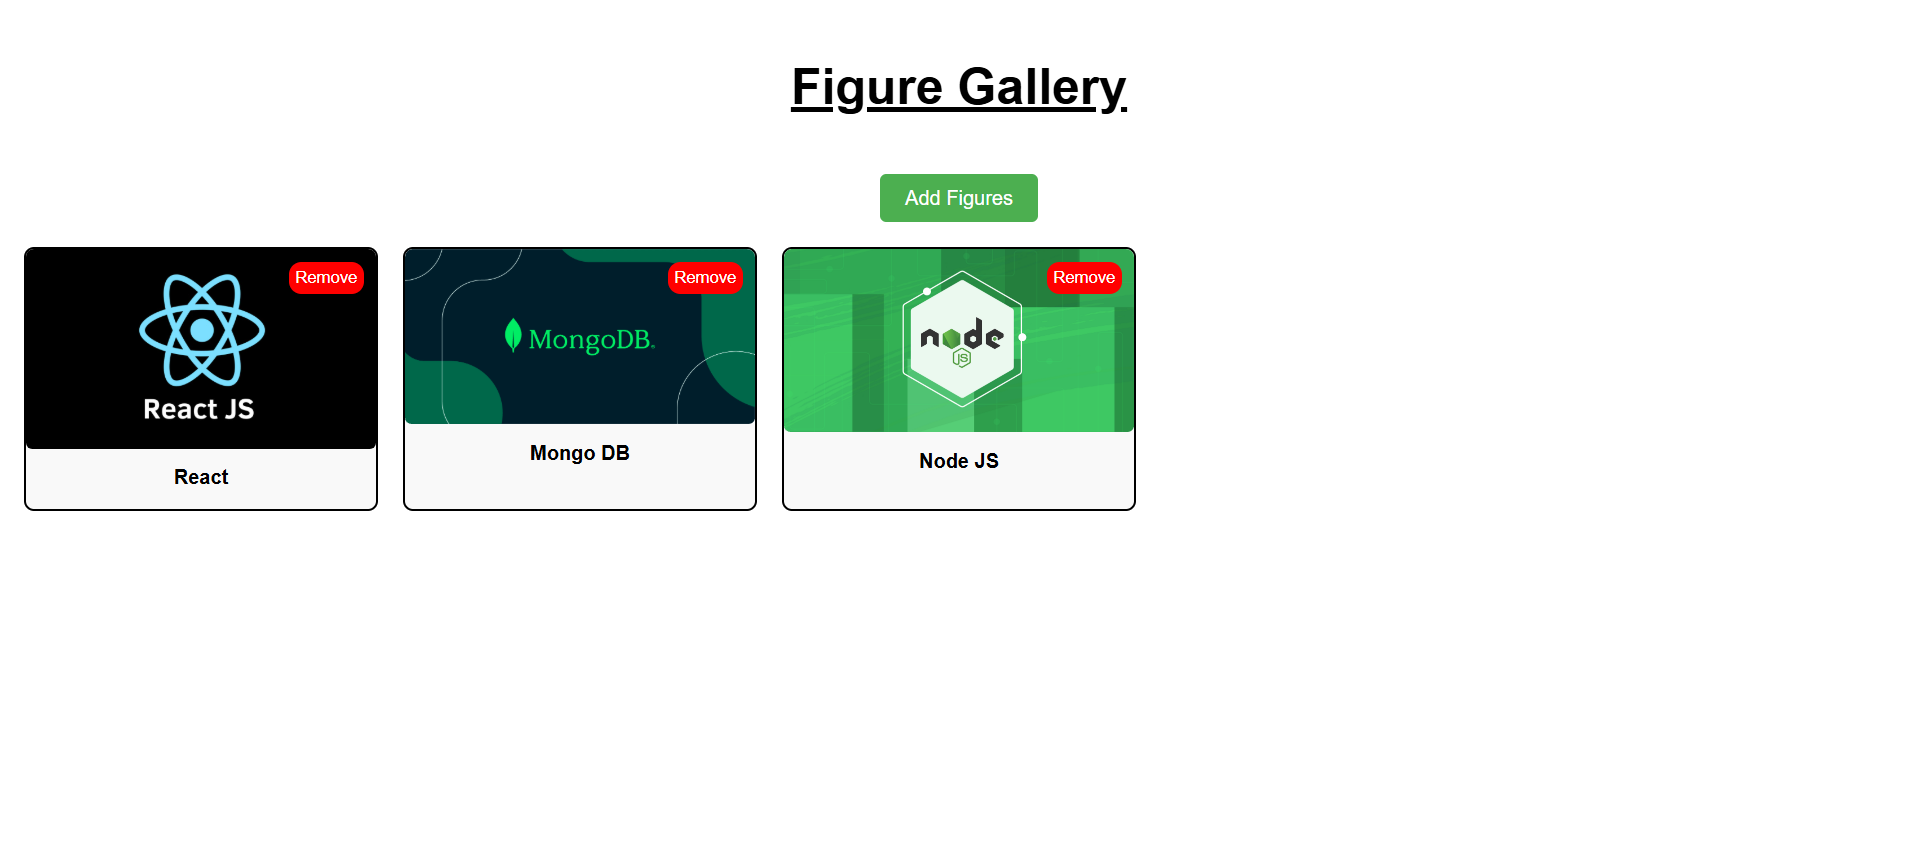 Figure Gallery
Add Figures
Remove
React JS
React
Remove
MongoDB.
Mongo DB
Remove
node
JS
Node JS